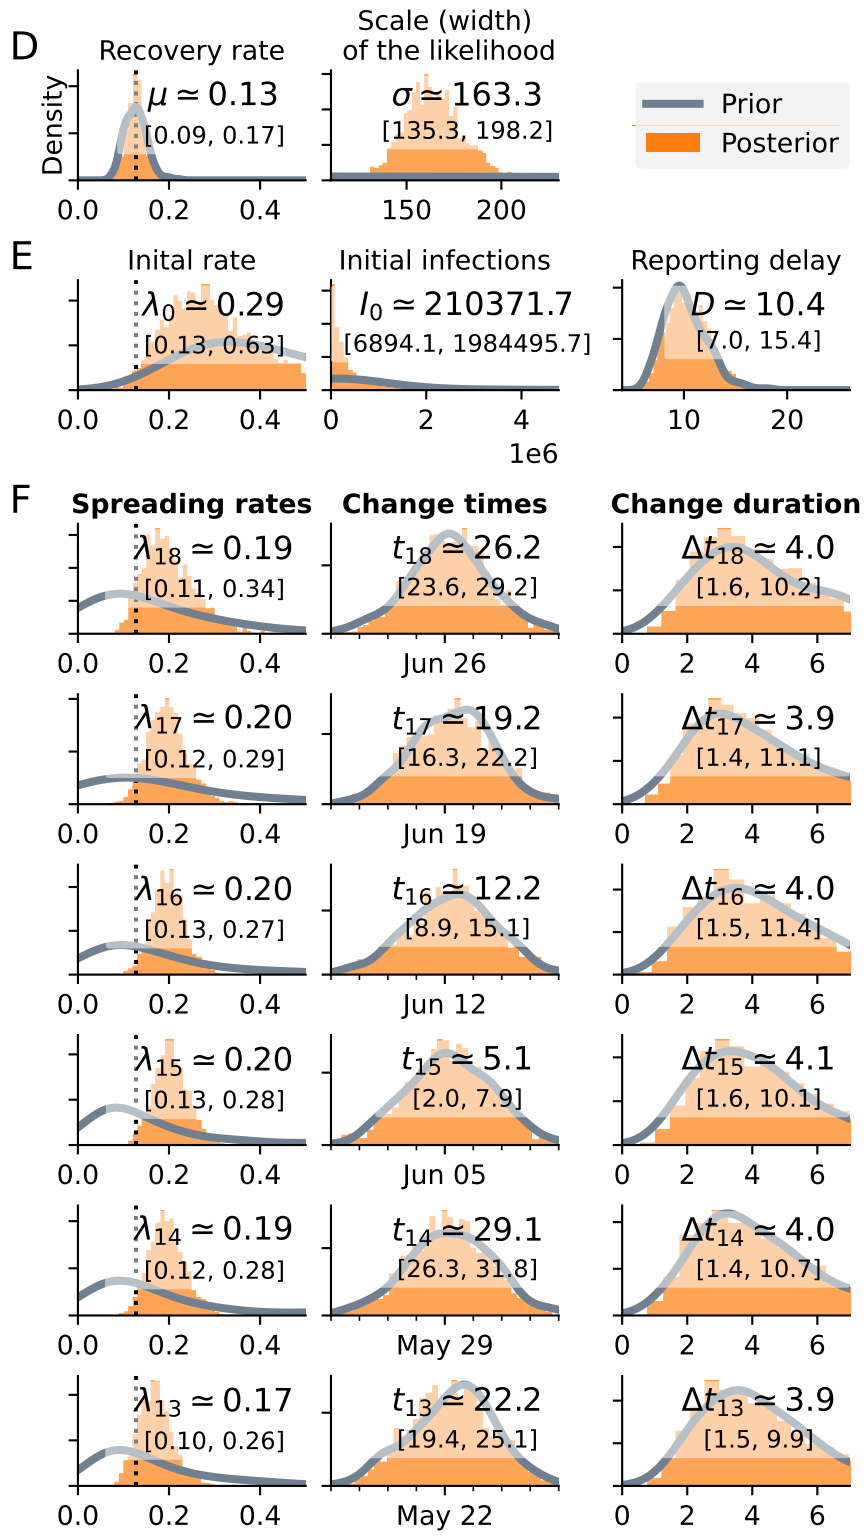 D
Recovery rate
Scale (width)
of the likelihood
Density
μ ≃ 0.13
[0.09, 0.17]
0.0 0.2 0.4
σ ≃ 163.3
[135.3, 198.2]
150 200
Prior
Posterior
E
Inital rate
λ0 ≃ 0.29
[0.13, 0.63]
0.0 0.2 0.4
Initial infections
I0 ≃ 210371.7
[6894.1, 1984495.7]
0 2 4
1e6
Reporting delay
D ≃ 10.4
[7.0, 15.4]
10 20
F
Spreading rates Change times Change duration
λ18 ≃ 0.19
[0.11, 0.34]
0.0 0.2 0.4
t18 ≃ 26.2
[23.6, 29.2]
Jun 26
Δt18 ≃ 4.0
[1.6, 10.2]
0 2 4 6
λ17 ≃ 0.20
[0.12, 0.29]
0.0 0.2 0.4
t17 ≃ 19.2
[16.3, 22.2]
Jun 19
Δt17 ≃ 3.9
[1.4, 11.1]
0 2 4 6
λ16 ≃ 0.20
[0.13, 0.27]
0.0 0.2 0.4
t16 ≃ 12.2
[8.9, 15.1]
Jun 12
Δt16 ≃ 4.0
[1.5, 11.4]
0 2 4 6
λ15 ≃ 0.20
[0.13, 0.28]
0.0 0.2 0.4
t15 ≃ 5.1
[2.0, 7.9]
Jun 05
Δt15 ≃ 4.1
[1.6, 10.1]
0 2 4 6
λ14 ≃ 0.19
[0.12, 0.28]
0.0 0.2 0.4
t14 ≃ 29.1
[26.3, 31.8]
May 29
Δt14 ≃ 4.0
[1.4, 10.7]
0 2 4 6
λ13 ≃ 0.17
[0.10, 0.26]
0.0 0.2 0.4
t13 ≃ 22.2
[19.4, 25.1]
May 22
Δt13 ≃ 3.9
[1.5, 9.9]
0 2 4 6